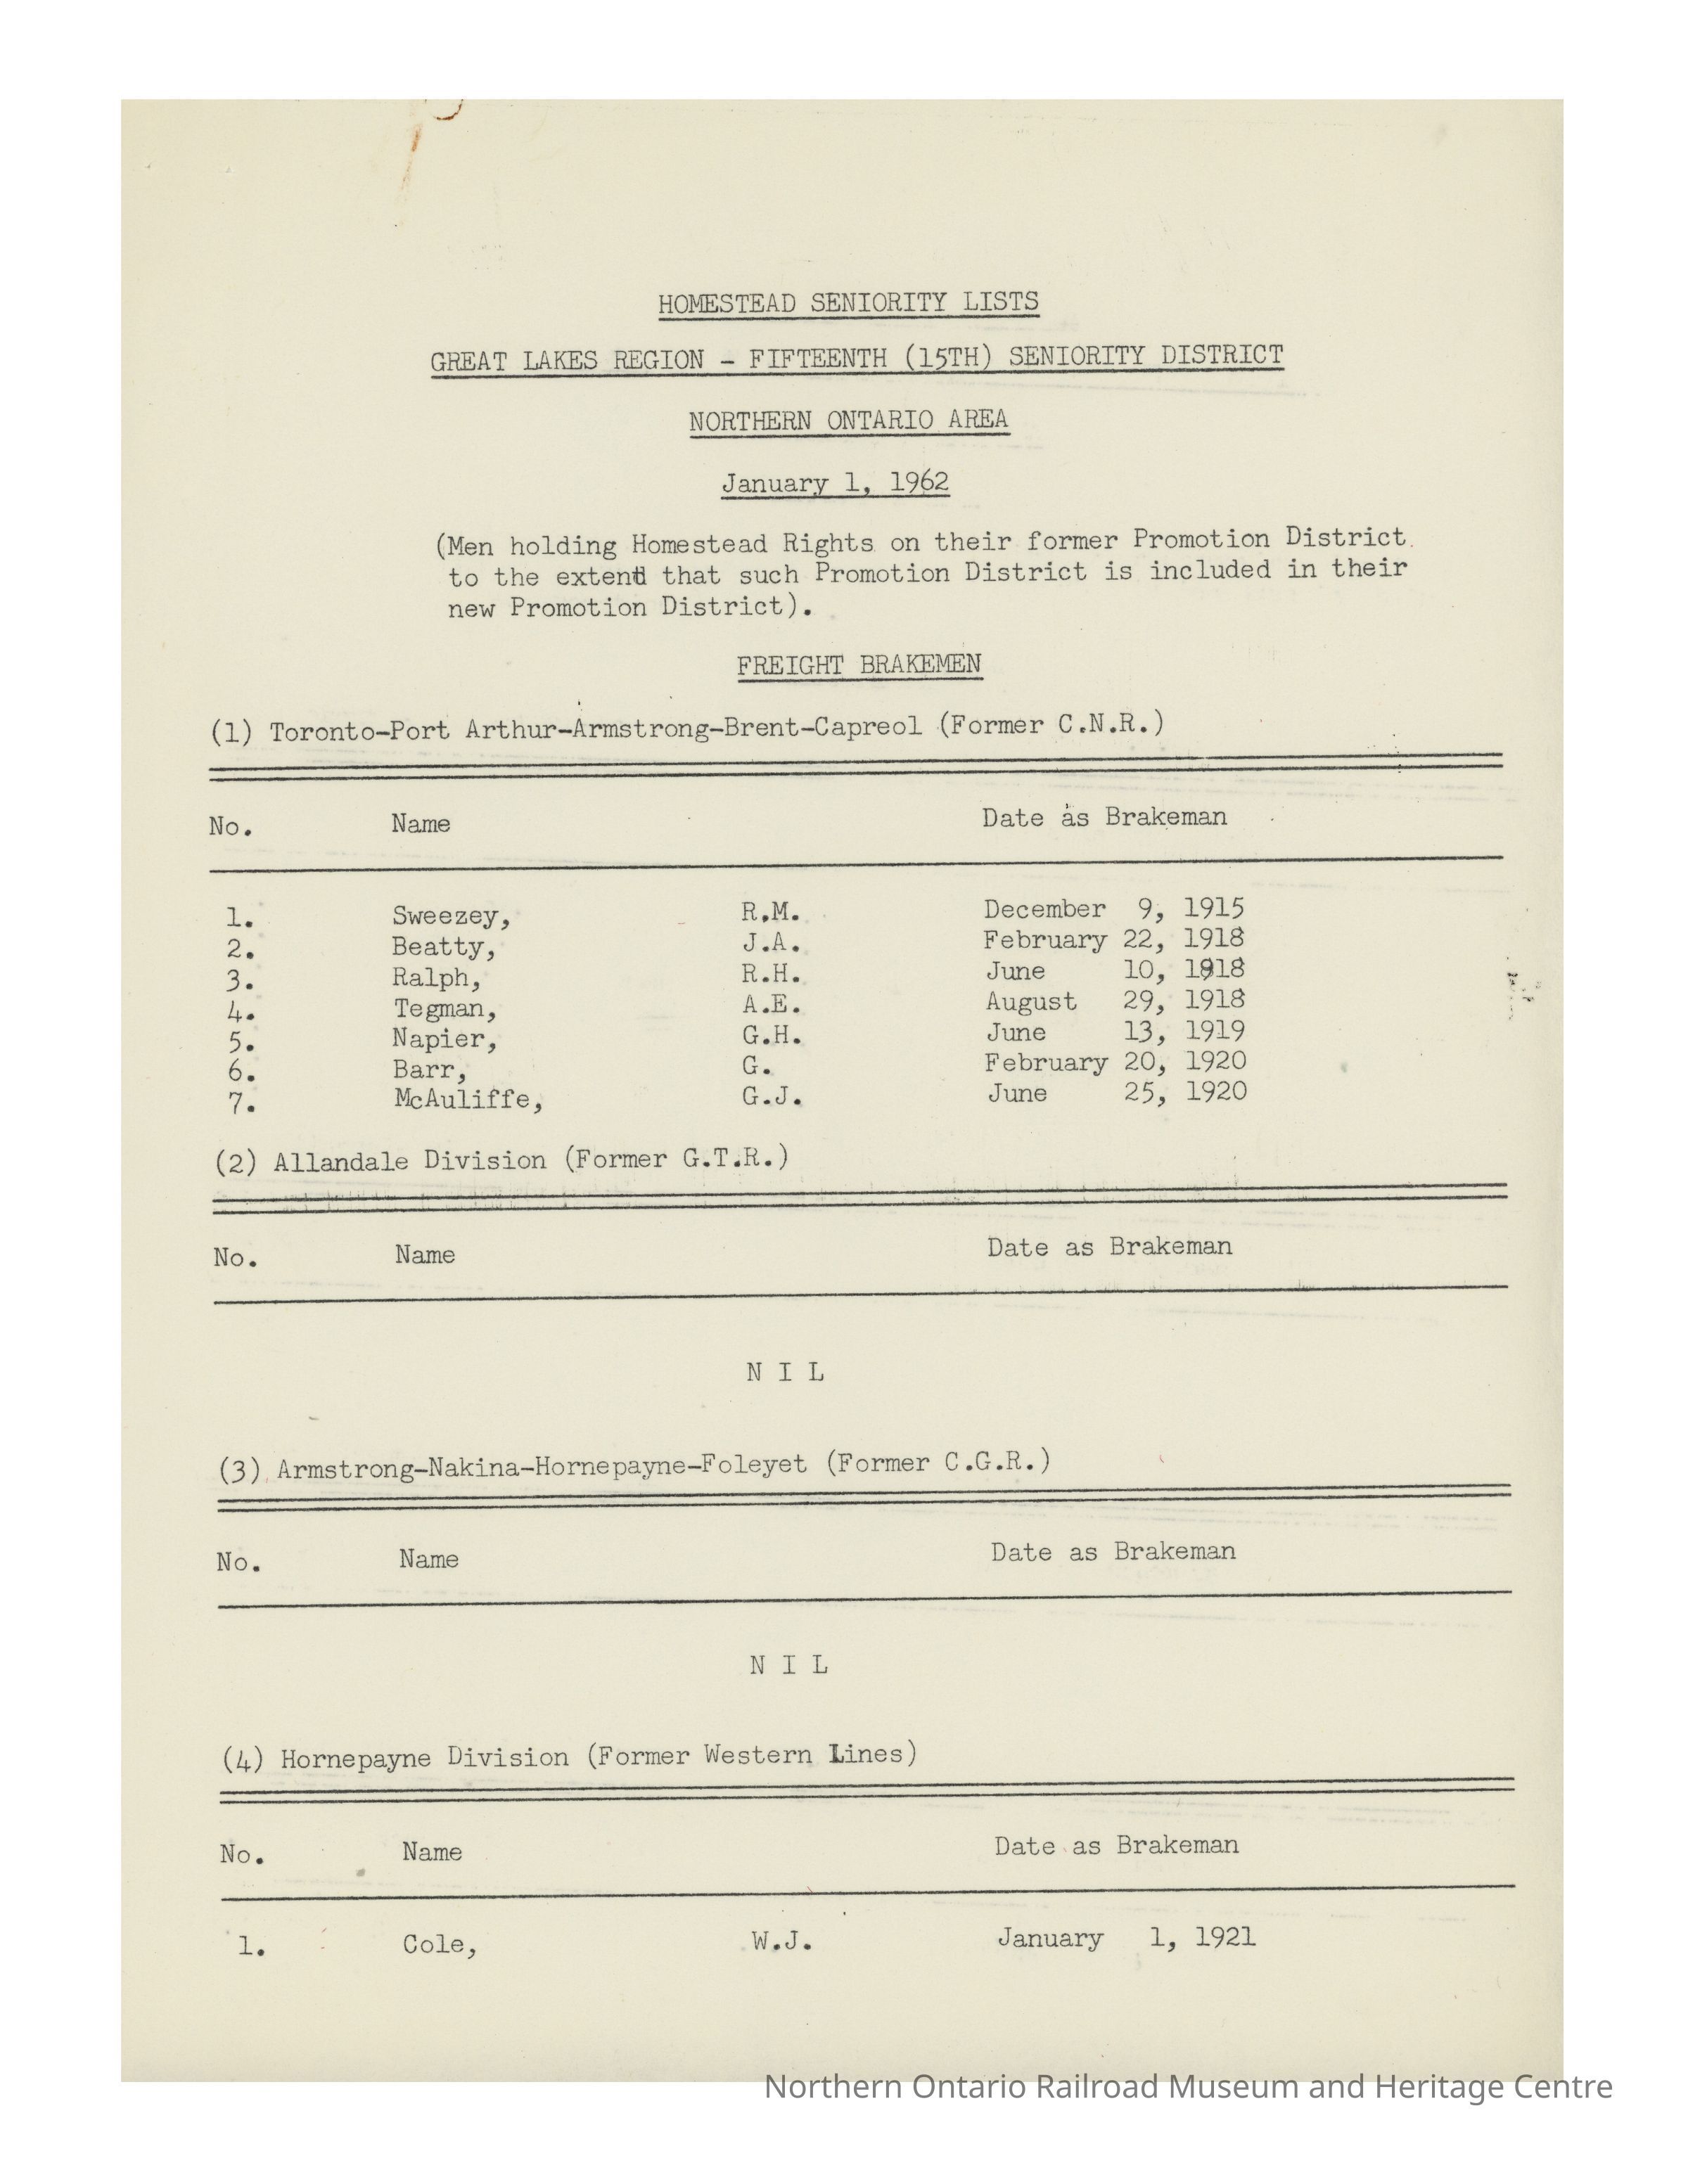 HOMESTEAD SENIORITY LISTS
GREAT LAKES REGION - FIFTEENTH (15TH) SENIORITY DISTRICT
NORTHERN ONTARIO AREA
January 1, 1962
(Men holding Homestead Rights on their former Promotion District
to the extent that such Promotion District is included in their
new Promotion District).
FREIGHT BRAKEMEN
(1) Toronto-Port Arthur-Armstrong-Brent-Capreol (Former C.N.R.)
No. Name Date as Brakeman
1. Sweezey, R.M. December 9, 1915
2. Beatty, J.A. February 22, 1918
3. Ralph, R.H. June 10, 1918
4. Tegman, A.E. August 29, 1918
5. Napier, G.H. June 13, 1919
6. Barr, G. February 20, 1920
7. McAuliffe, G.J. June 25, 1920
(2) Allandale Division (Former G.T.R.)
No. Name Date as Brakeman
N I L
(3) Armstrong-Nakina-Hornepayne-Foleyet (Former C.G.R.)
No. Name Date as Brakeman
N I L
(4) Hornepayne Division (Former Western Lines)
No. Name Date as Brakeman
1. Cole, W.J. January 1, 1921
Northern Ontario Railroad Museum and Heritage Centre